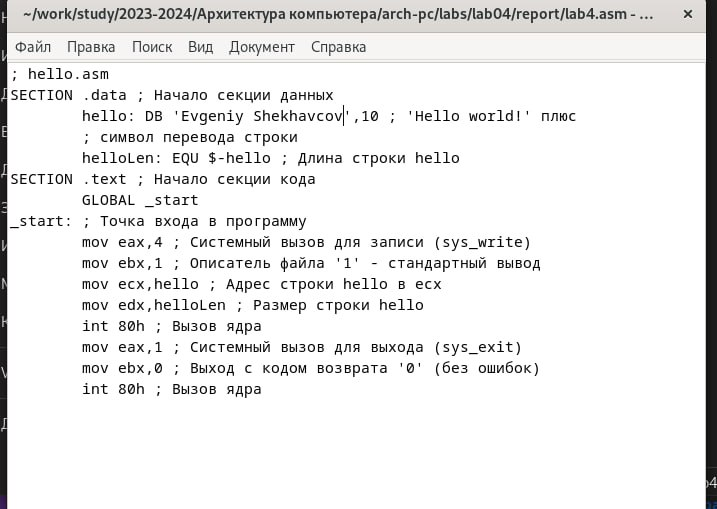 ~/work/study/2023-2024/Архитектура компьютера/arch-pc/labs/lab04/report/lab4.asm - ...
Файл Правка Поиск Вид Документ Справка
; hello.asm
SECTION .data ; Начало секции данных
hello: DB 'Evgeniy Shekhavcov',10 ; 'Hello world!' плюс
; символ перевода строки
helloLen: EQU $-hello ; Длина строки hello
SECTION .text ; Начало секции кода
GLOBAL _start
_start: ; Точка входа в программу
mov eax,4 ; Системный вызов для записи (sys_write)
mov ebx,1 ; Описатель файла '1' - стандартный вывод
mov ecx,hello ; Адрес строки hello в ecx
mov edx,helloLen ; Размер строки hello
int 80h ; Вызов ядра
mov eax,1 ; Системный вызов для выхода (sys_exit)
mov ebx,0 ; Выход с кодом возврата '0' (без ошибок)
int 80h ; Вызов ядра